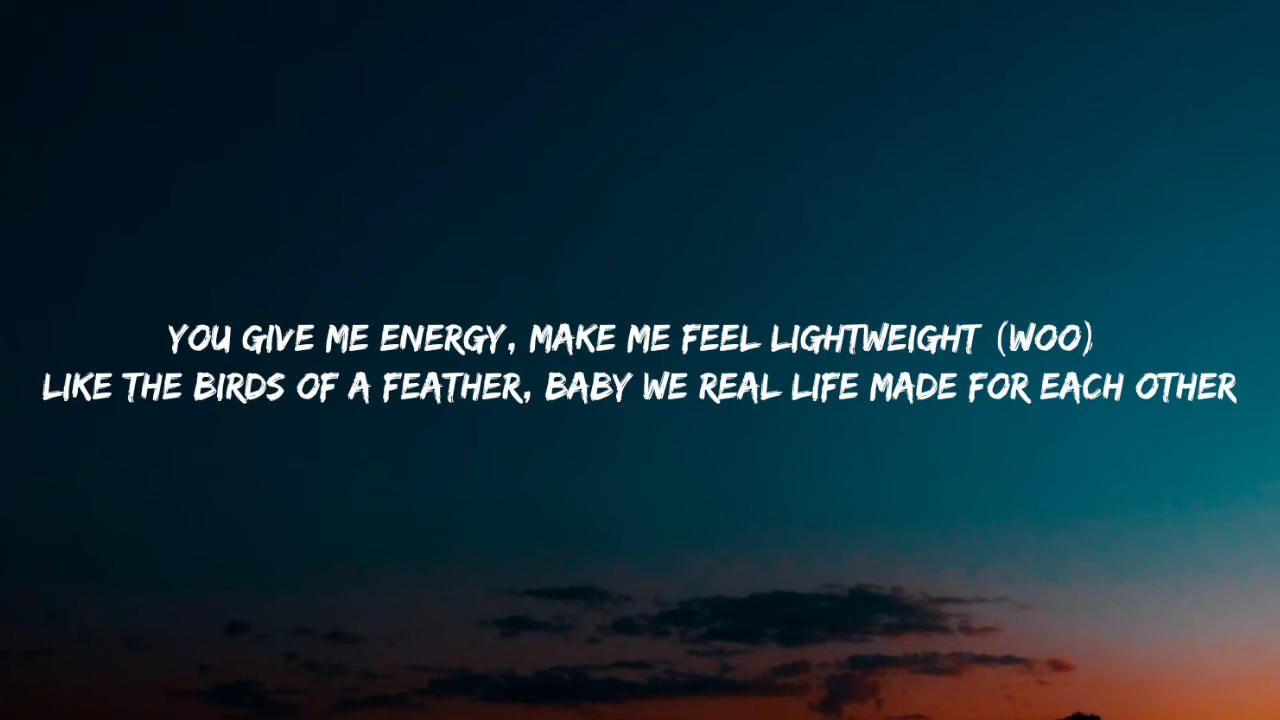 YOU GIVE ME ENERGY, MAKE ME FEEL LIGHTWEIGHT (WOO)
LIKE THE BIRDS OF A FEATHER, BABY WE REAL LIFE MADE FOR EACH OTHER